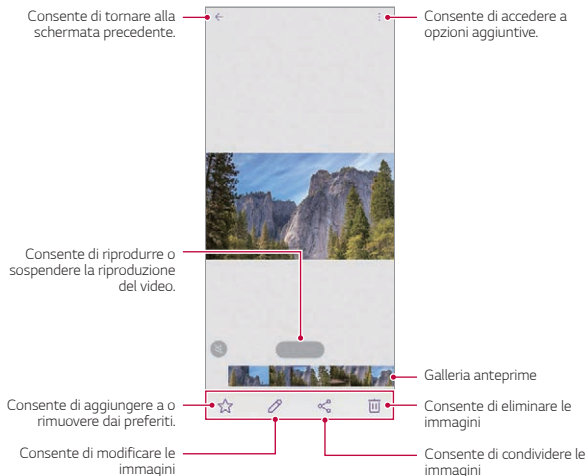 Consente di tornare alla
schermata precedente.
Consente di accedere a
opzioni aggiuntive.
Consente di riprodurre o
sospendere la riproduzione
del video.
Galleria anteprime
Consente di aggiungere a o
rimuovere dai preferiti.
Consente di eliminare le
immagini
Consente di modificare le
immagini
Consente di condividere le
immagini